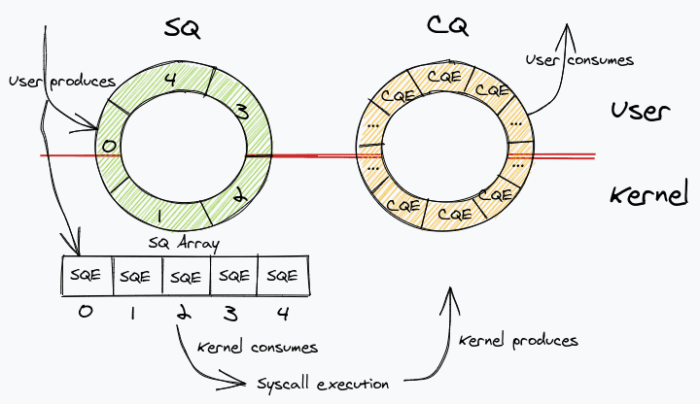 SQ
CQ
User produces
User consumes
User
Kernel
4
3
0
1
2
CQE
CQE
CQE
...
...
...
...
CQE
CQE
CQE
SQ Array
SQE SQE SQE SQE SQE
0 1 2 3 4
Kernel consumes
Kernel produces
Syscall execution